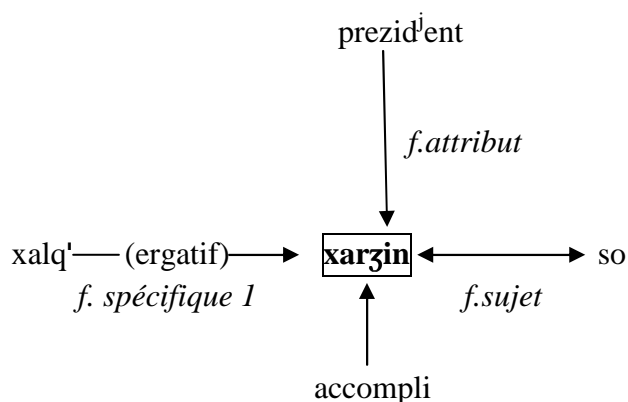 prezidʲent
f.attribut
xalq' (ergatif) xarʒin so
f. spécifique 1 f.sujet
accompli